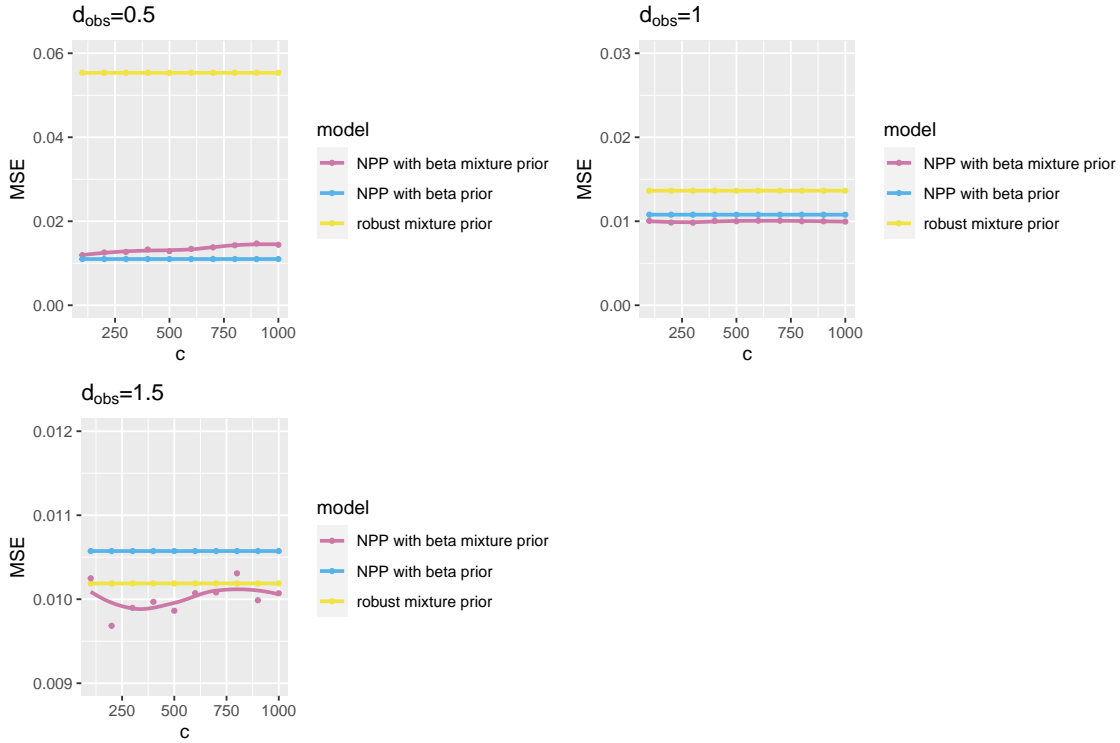 d_obs=0.5
MSE
0.06
0.04
0.02
0.00
250 500 750 1000
c
model
NPP with beta mixture prior
NPP with beta prior
robust mixture prior
d_obs=1
MSE
0.03
0.02
0.01
0.00
250 500 750 1000
c
model
NPP with beta mixture prior
NPP with beta prior
robust mixture prior
d_obs=1.5
MSE
0.012
0.011
0.010
0.009
250 500 750 1000
c
model
NPP with beta mixture prior
NPP with beta prior
robust mixture prior